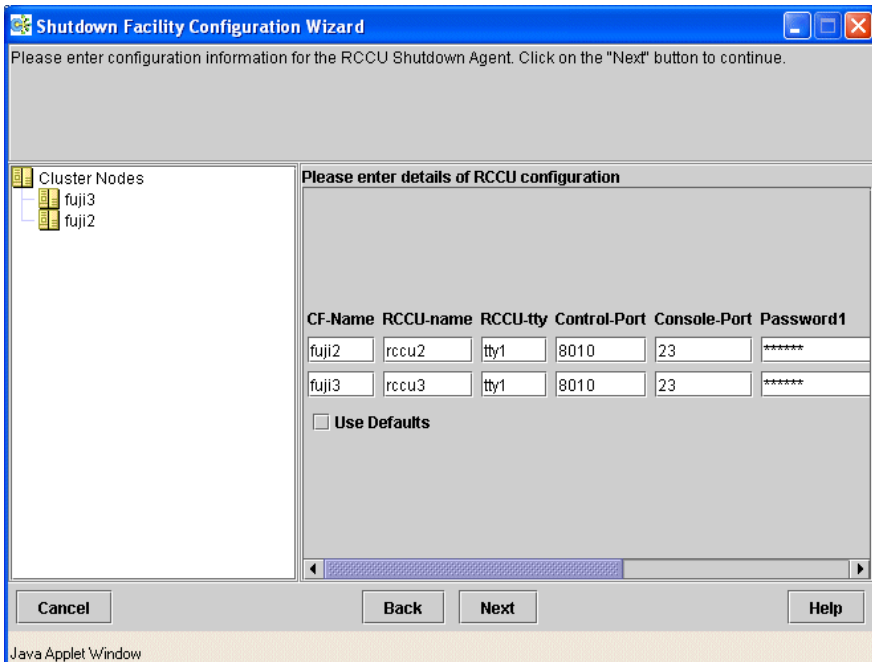 Shutdown Facility Configuration Wizard
Please enter configuration information for the RCCU Shutdown Agent. Click on the "Next" button to continue.
Cluster Nodes
fuji3
fuji2
Please enter details of RCCU configuration
CF-Name RCCU-name RCCU-tty Control-Port Console-Port Password1
fuji2 rccu2 tty1 8010 23 ******
fuji3 rccu3 tty1 8010 23 ******
Use Defaults
Cancel Back Next Help
Java Applet Window